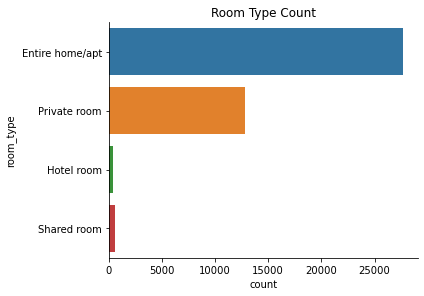 Room Type Count
Entire home/apt
Private room
Hotel room
Shared room
room_type
0 5000 10000 15000 20000 25000
count